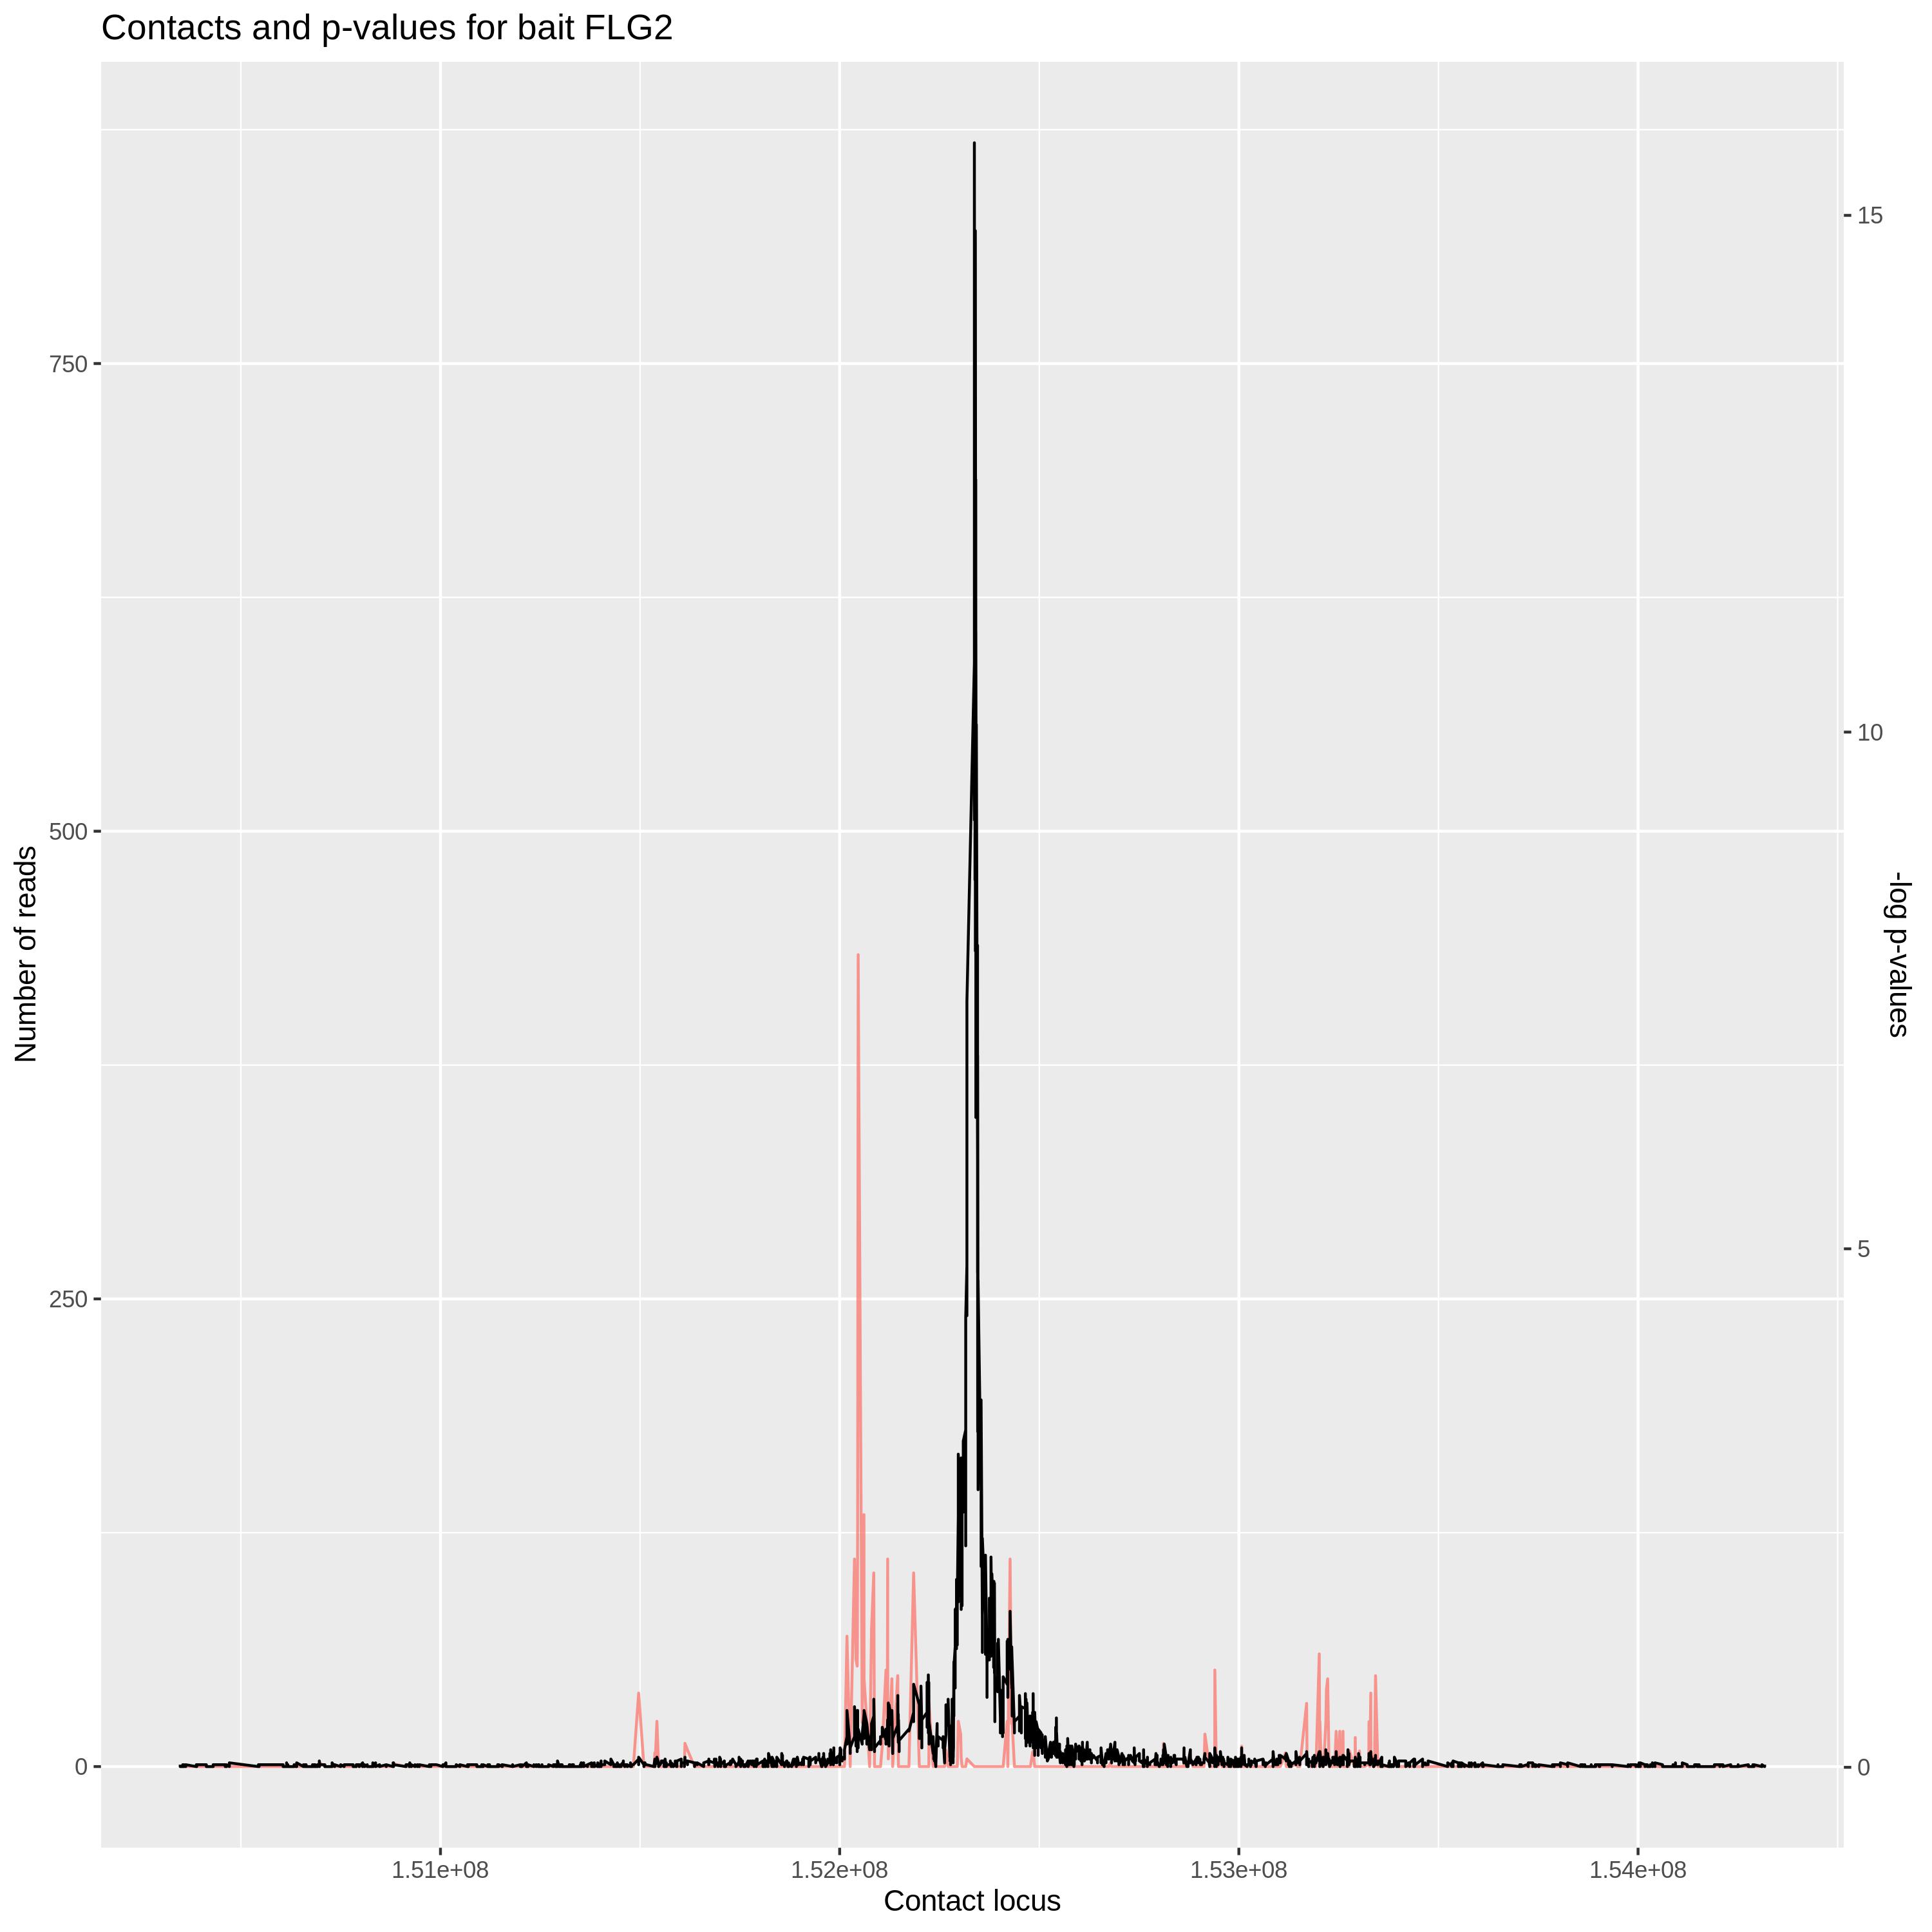 Contacts and p-values for bait FLG2
Number of reads
750
500
250
0
15
10
5
0
-log p-values
1.51e+08
1.52e+08
1.53e+08
1.54e+08
Contact locus